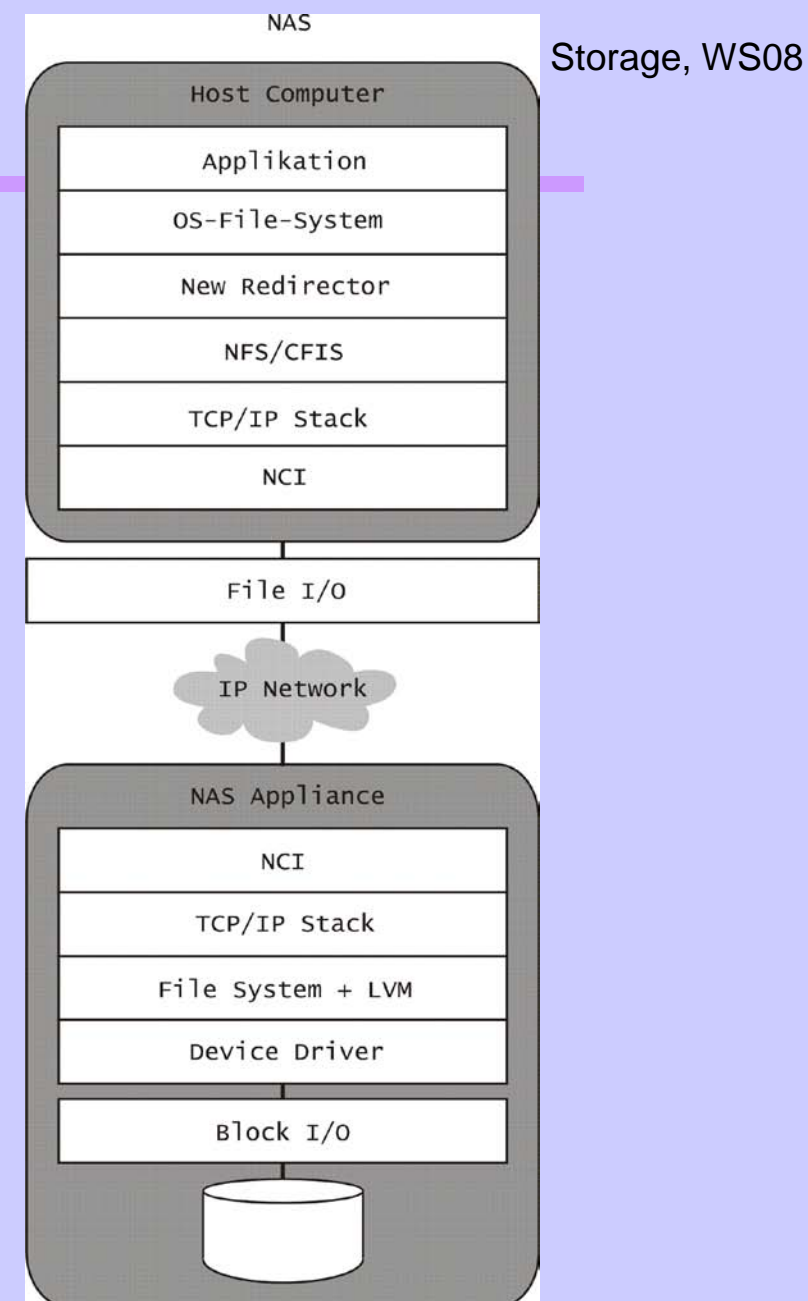 NAS
Storage, WS08
Host Computer
Applikation
OS-File-System
New Redirector
NFS/CFIS
TCP/IP Stack
NCI
File I/O
IP Network
NAS Appliance
NCI
TCP/IP Stack
File System + LVM
Device Driver
Block I/O